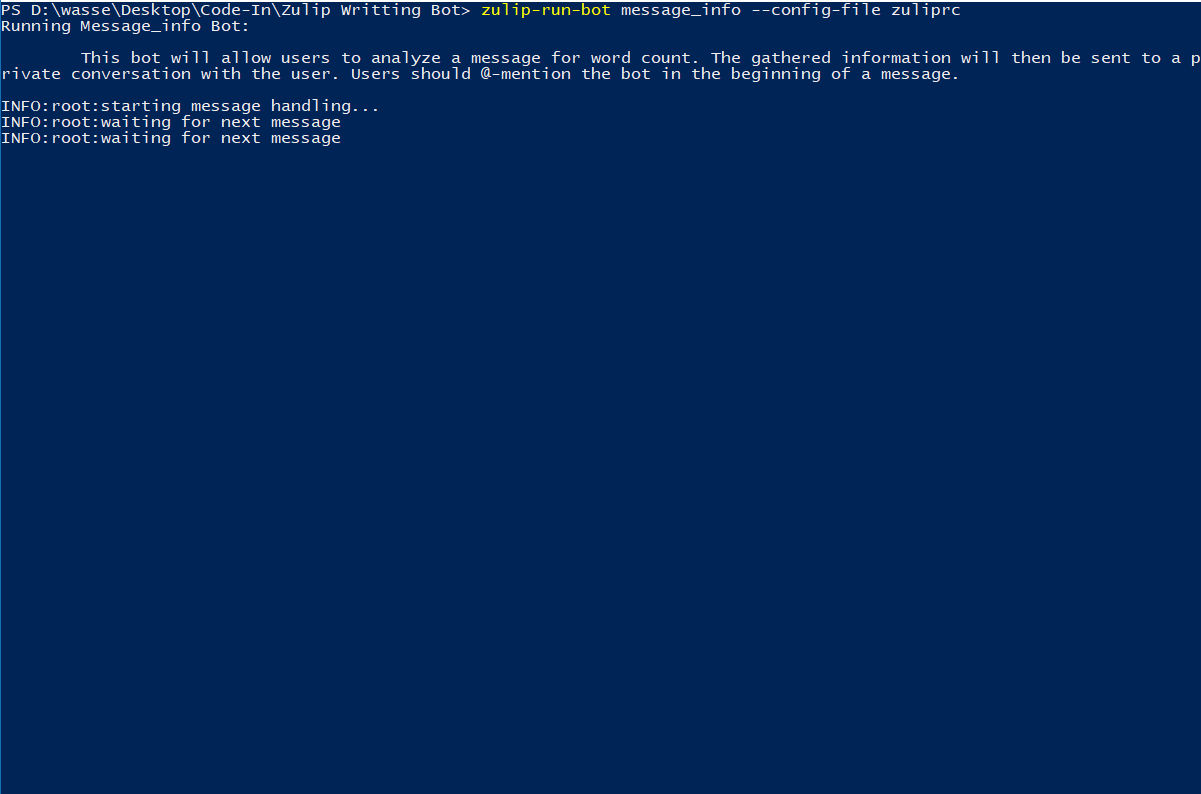 PS D:\wasse\Desktop\Code-In\Zulip Writting Bot> zulip-run-bot message_info --config-file zuliprc
Running Message_info Bot:
This bot will allow users to analyze a message for word count. The gathered information will then be sent to a p
rivate conversation with the user. Users should @-mention the bot in the beginning of a message.
INFO:root:starting message handling...
INFO:root:waiting for next message
INFO:root:waiting for next message